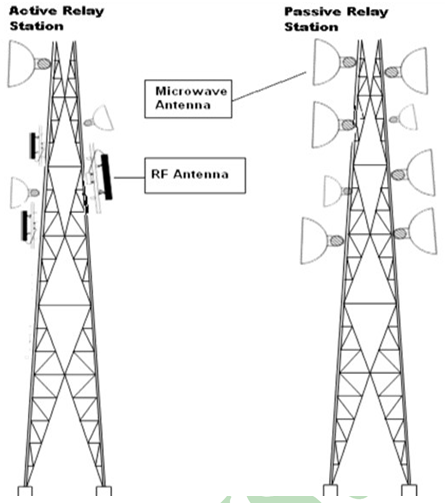 Active Relay
Station
Passive Relay
Station
Microwave
Antenna
RF Antenna